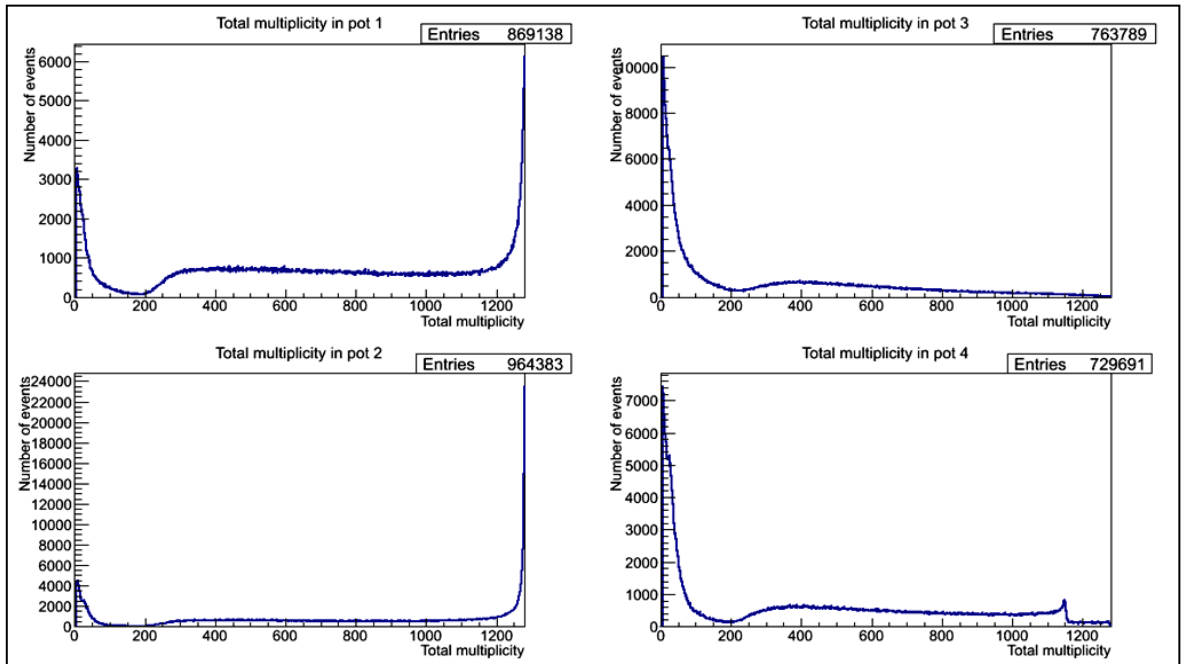 Total multiplicity in pot 1
Entries 869138
Number of events
6000
5000
4000
3000
2000
1000
0
0 200 400 600 800 1000 1200
Total multiplicity
Total multiplicity in pot 3
Entries 763789
Number of events
10000
8000
6000
4000
2000
0
0 200 400 600 800 1000 1200
Total multiplicity
Total multiplicity in pot 2
Entries 964383
Number of events
24000
22000
20000
18000
16000
14000
12000
10000
8000
6000
4000
2000
0
0 200 400 600 800 1000 1200
Total multiplicity
Total multiplicity in pot 4
Entries 729691
Number of events
7000
6000
5000
4000
3000
2000
1000
0
0 200 400 600 800 1000 1200
Total multiplicity